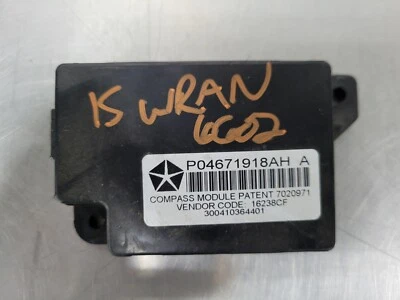 15 WRAN
6602
P04671918AH A
COMPASS MODULE PATENT 7020971
VENDOR CODE 16238CF
300410364401